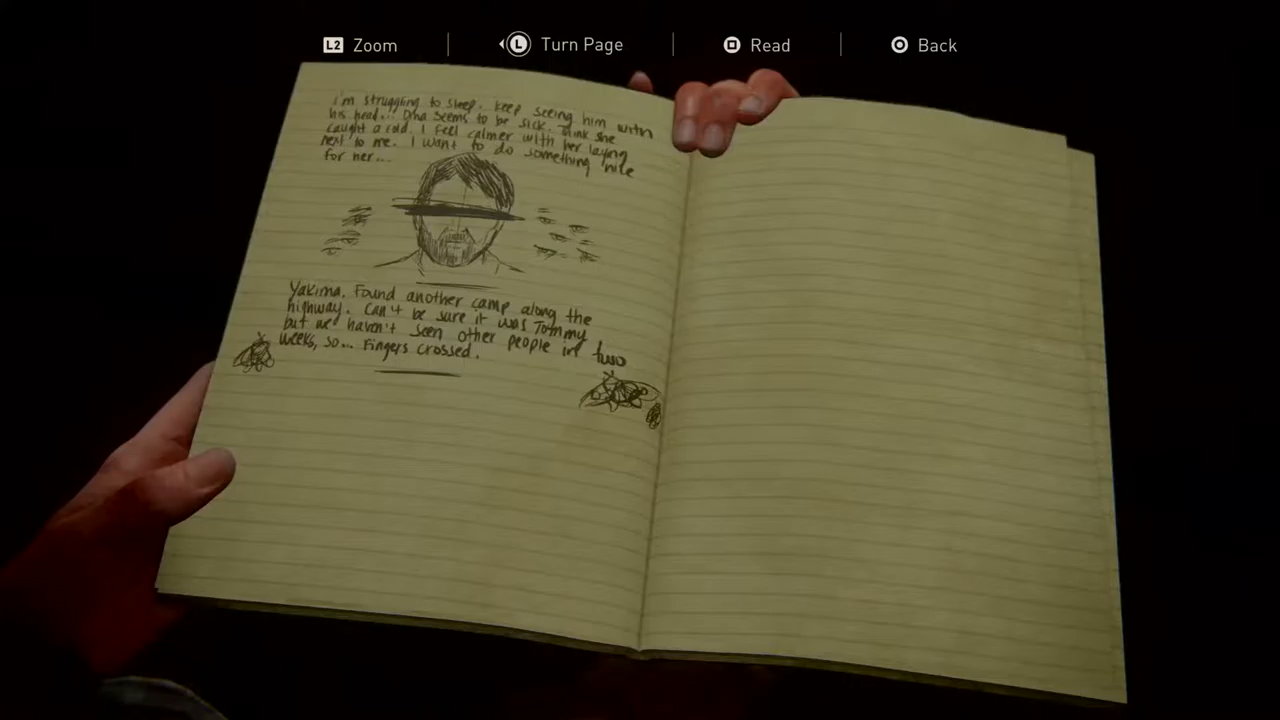 L2 Zoom
L Turn Page
Read
Back
i'm struggling to sleep. Keep seeing him with
his head... Dina seems to be sick. Think she
caught a cold. I feel calmer with her laying
next to me. I want to do something nice
for her...
Yakima. Found another camp along the
highway. Can't be sure it was Tommy
but we haven't seen other people in two
weeks, so... Fingers crossed.